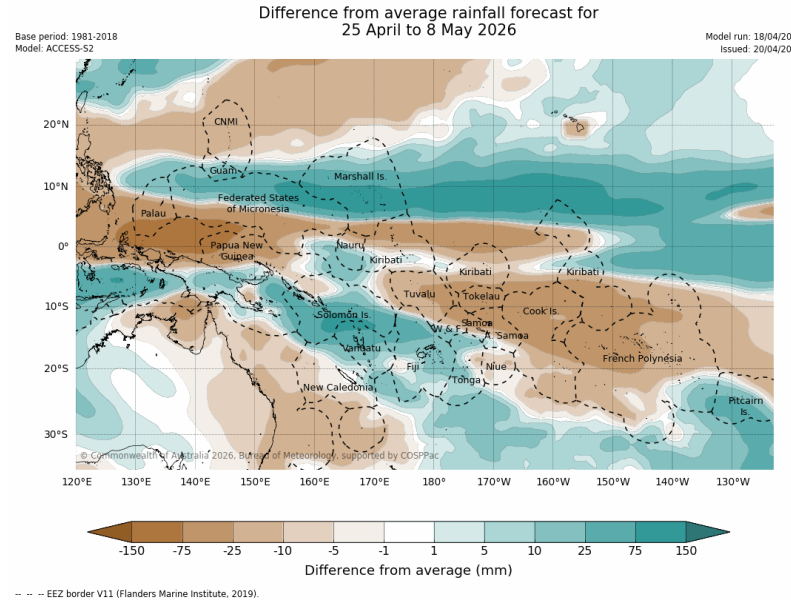 Difference from average rainfall forecast for
25 April to 8 May 2026
Base period: 1981-2018
Model: ACCESS-S2
Model run: 18/04/20
Issued: 20/04/20
20°N
10°N
0°
10°S
20°S
30°S
CNMI
Guam
Marshall Is.
Federated States
of Micronesia
Palau
Papua New
Guinea
Nauru
Kiribati
Kiribati
Kiribati
Tuvalu
Tokelau
Cook Is.
Solomon Is.
W & F
Samoa
A. Samoa
Vanuatu
Fiji
Niue
French Polynesia
Tonga
New Caledonia
Pitcairn
Is.
© Commonwealth of Australia 2026, Bureau of Meteorology, supported by COSPPac
120°E 130°E 140°E 150°E 160°E 170°E 180° 170°W 160°W 150°W 140°W 130°W
-150 -75 -25 -10 -5 -1 1 5 10 25 75 150
Difference from average (mm)
-- -- -- EEZ border V11 (Flanders Marine Institute, 2019).